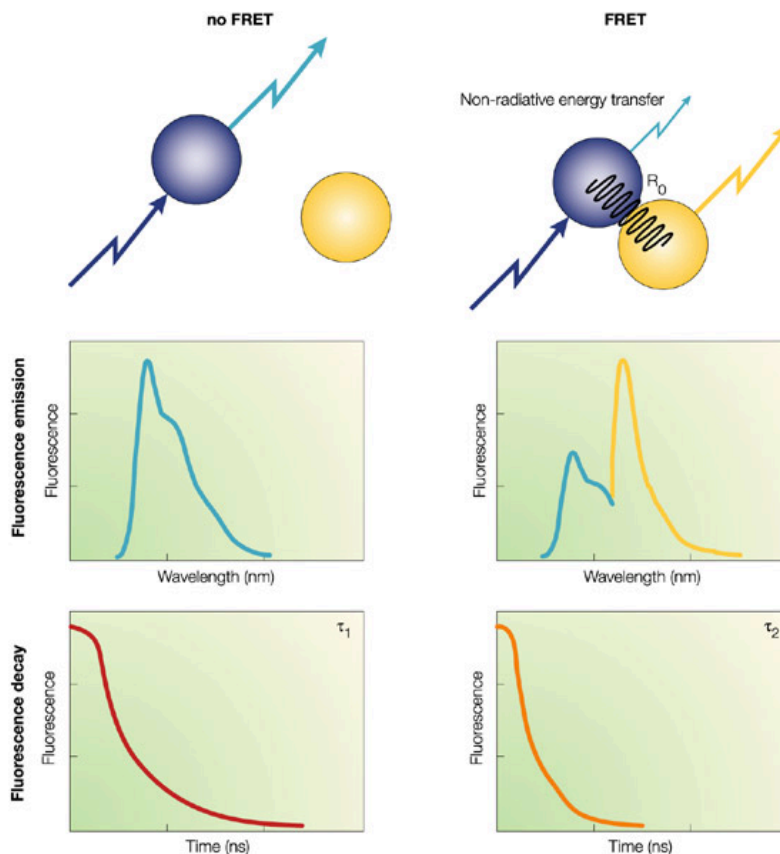 no FRET
FRET
Non-radiative energy transfer
R0
Fluorescence emission
Fluorescence
Wavelength (nm)
Fluorescence
Wavelength (nm)
Fluorescence decay
Fluorescence
τ1
Time (ns)
Fluorescence
τ2
Time (ns)